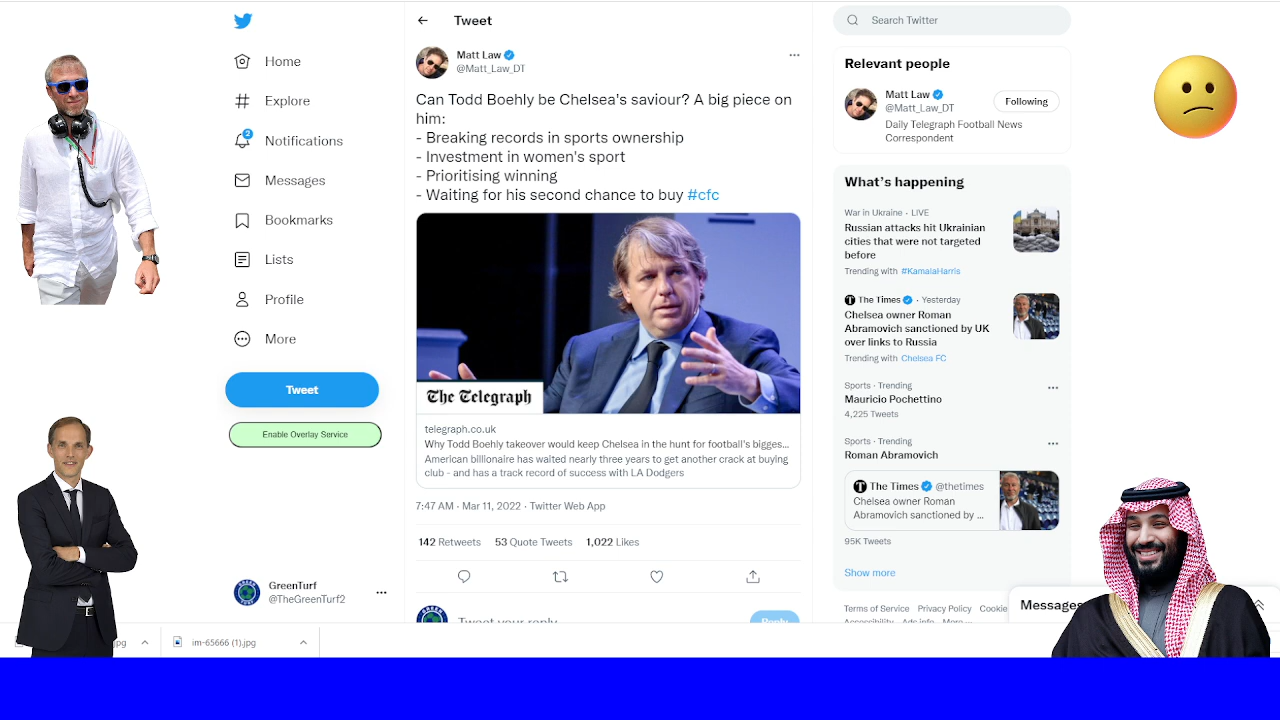 Home
Explore
2
Notifications
Messages
Bookmarks
Lists
Profile
More
Tweet
Enable Overlay Service
GreenTurf
@TheGreenTurf2
jpg
im-65666 (1).jpg
Tweet
Matt Law
@Matt_Law_DT
Can Todd Boehly be Chelsea's saviour? A big piece on
him:
- Breaking records in sports ownership
- Investment in women's sport
- Prioritising winning
- Waiting for his second chance to buy #cfc
The Telegraph
telegraph.co.uk
Why Todd Boehly takeover would keep Chelsea in the hunt for football's bigges...
American billionaire has waited nearly three years to get another crack at buying
club - and has a track record of success with LA Dodgers
7:47 AM · Mar 11, 2022 · Twitter Web App
142 Retweets 53 Quote Tweets 1,022 Likes
GREEN
Tweet your reply
Reply
Search Twitter
Relevant people
Matt Law
@Matt_Law_DT
Following
Daily Telegraph Football News
Correspondent
What's happening
War in Ukraine · LIVE
Russian attacks hit Ukrainian
cities that were not targeted
before
Trending with #KamalaHarris
The Times · Yesterday
Chelsea owner Roman
Abramovich sanctioned by UK
over links to Russia
Trending with Chelsea FC
Sports · Trending
Mauricio Pochettino
4,225 Tweets
Sports · Trending
Roman Abramovich
The Times @thetimes
Chelsea owner Roman
Abramovich sanctioned by ...
95K Tweets
Show more
Terms of Service Privacy Policy Cookie
Accessibility Ads info More ...
Messages